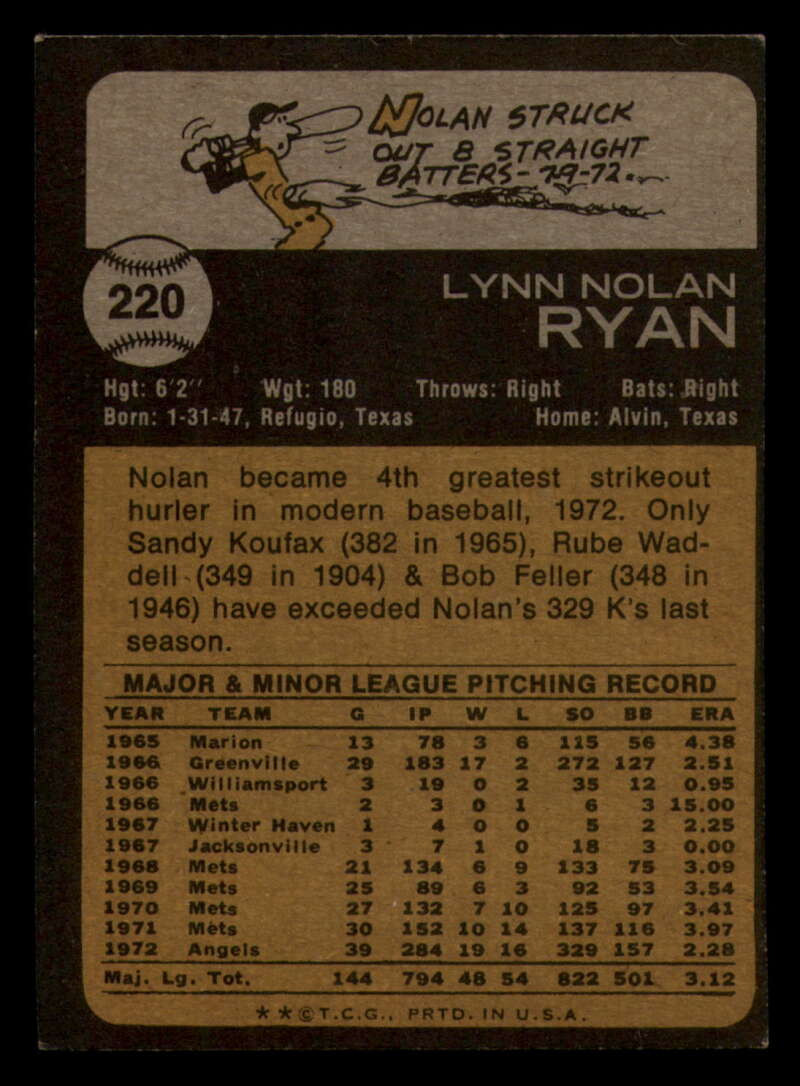 NOLAN STRUCK
OUT 8 STRAIGHT
BATTERS-7-9-72...
220
LYNN NOLAN
RYAN
Hgt: 6'2" Wgt: 180 Throws: Right Bats: Right
Born: 1-31-47, Refugio, Texas Home: Alvin, Texas
Nolan became 4th greatest strikeout
hurler in modern baseball, 1972. Only
Sandy Koufax (382 in 1965), Rube Wad-
dell (349 in 1904) & Bob Feller (348 in
1946) have exceeded Nolan's 329 K's last
season.
MAJOR & MINOR LEAGUE PITCHING RECORD
YEAR TEAM G IP W L SO BB ERA
1965 Marion 13 78 3 6 115 56 4.38
1966 Greenville 29 183 17 2 272 127 2.51
1966 Williamsport 3 19 0 2 35 12 0.95
1966 Mets 2 3 0 1 6 3 15.00
1967 Winter Haven 1 4 0 0 5 2 2.25
1967 Jacksonville 3 7 1 0 18 3 0.00
1968 Mets 21 134 6 9 133 75 3.09
1969 Mets 25 89 6 3 92 53 3.54
1970 Mets 27 132 7 10 125 97 3.41
1971 Mets 30 152 10 14 137 116 3.97
1972 Angels 39 284 19 16 329 157 2.28
Maj. Lg. Tot. 144 794 48 54 822 501 3.12
* * © T.C.G., PRTD. IN U.S.A.